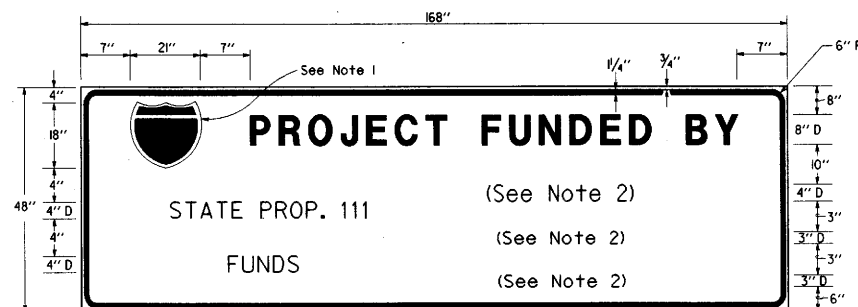 168"
7" 21" 7" 7" 6" R
See Note 1 1¼" ¾"
4" 8"
18" PROJECT FUNDED BY 8" D
10"
48" 4" (See Note 2) 4" D
4" D STATE PROP. 111 3"
4" (See Note 2) 3" D
4" D FUNDS 3"
(See Note 2) 3" D
6"